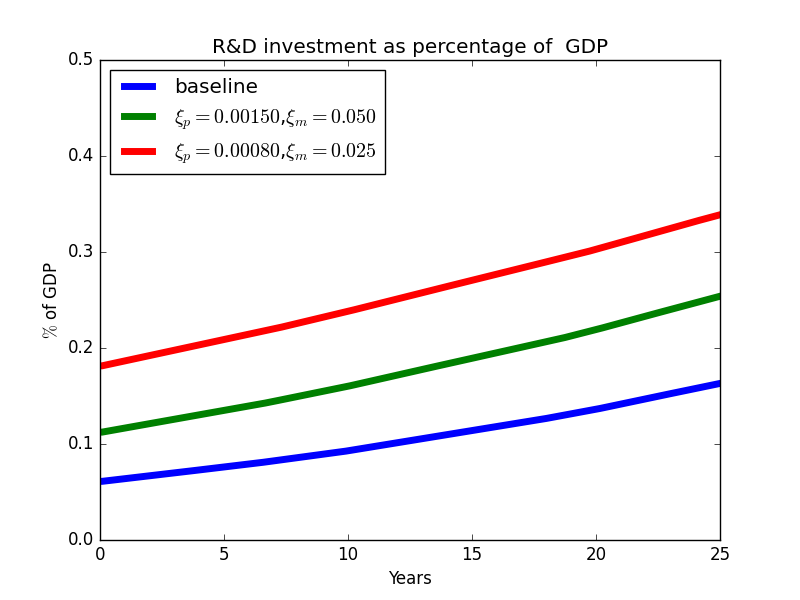 R&D investment as percentage of GDP
0.5
baseline
ξp = 0.00150,ξm = 0.050
ξp = 0.00080,ξm = 0.025
0.4
0.3
% of GDP
0.2
0.1
0.0
0 5 10 15 20 25
Years